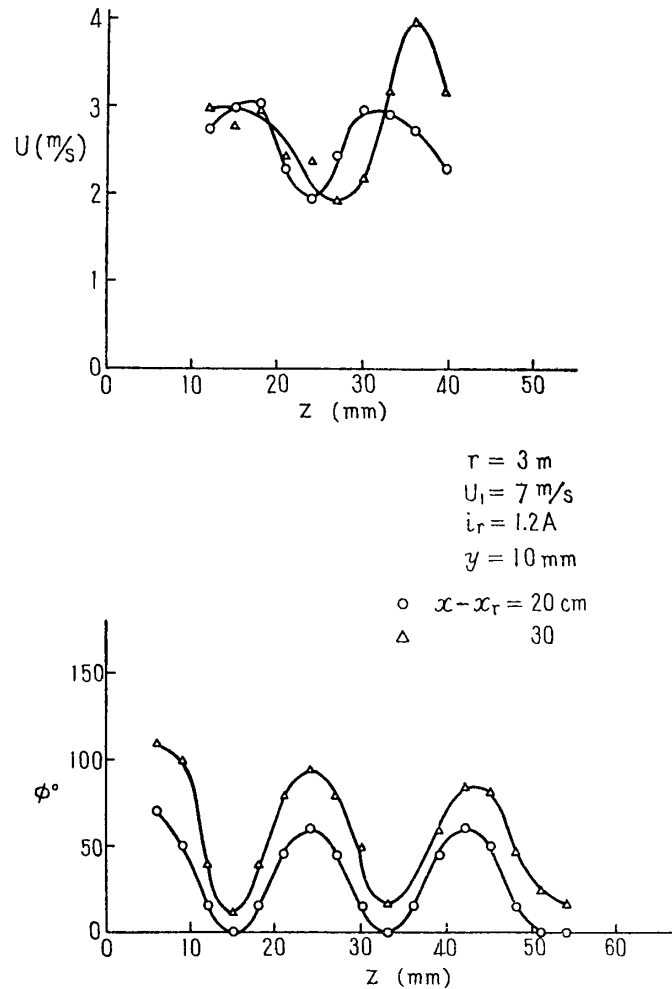 4
3
U (m/s)
2
1
0
0 10 20 30 40 50
Z (mm)
r = 3 m
U₁ = 7 m/s
iᵣ = 1.2A
y = 10 mm
○ x−xᵣ = 20 cm
△ 30
150
100
φ°
50
0
0 10 20 30 40 50 60
Z (mm)